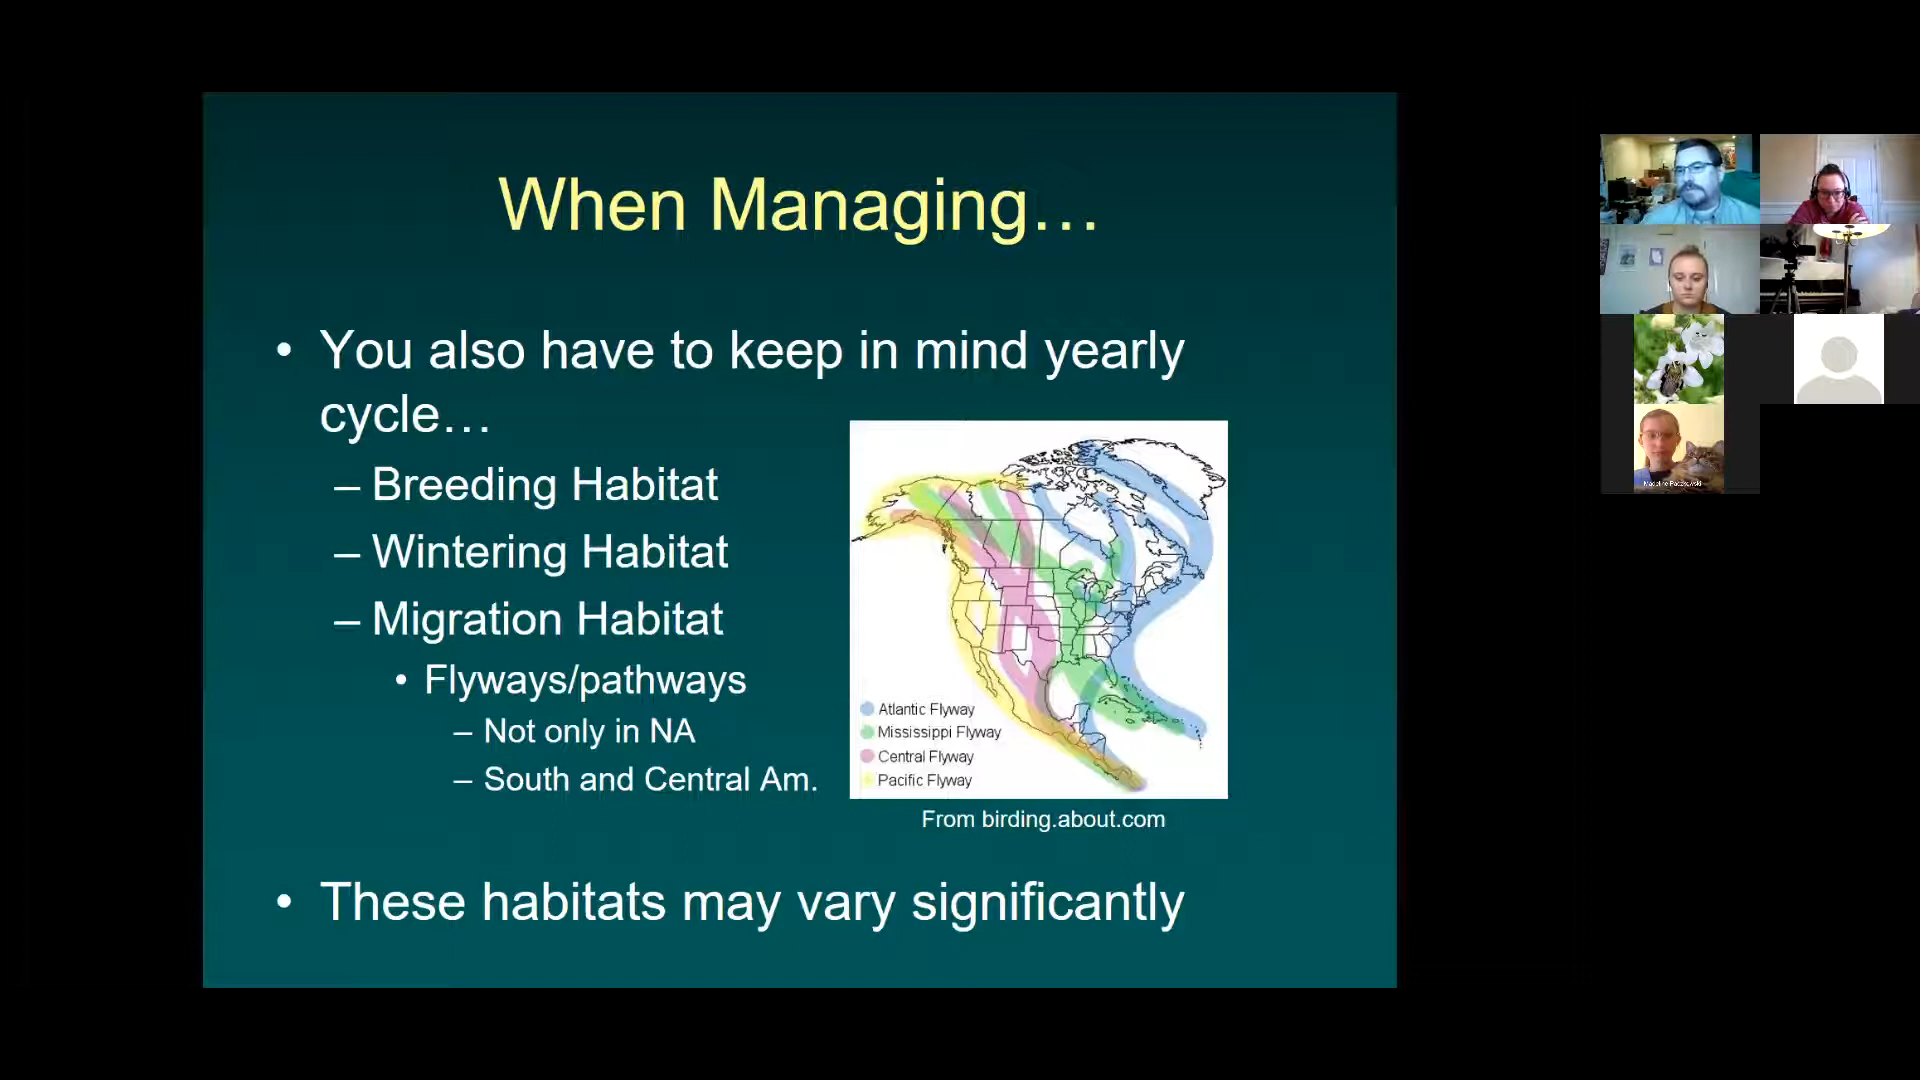 When Managing…
• You also have to keep in mind yearly
cycle…
– Breeding Habitat
– Wintering Habitat
– Migration Habitat
• Flyways/pathways
– Not only in NA
– South and Central Am.
Atlantic Flyway
Mississippi Flyway
Central Flyway
Pacific Flyway
From birding.about.com
• These habitats may vary significantly
Madeline Paczkowski